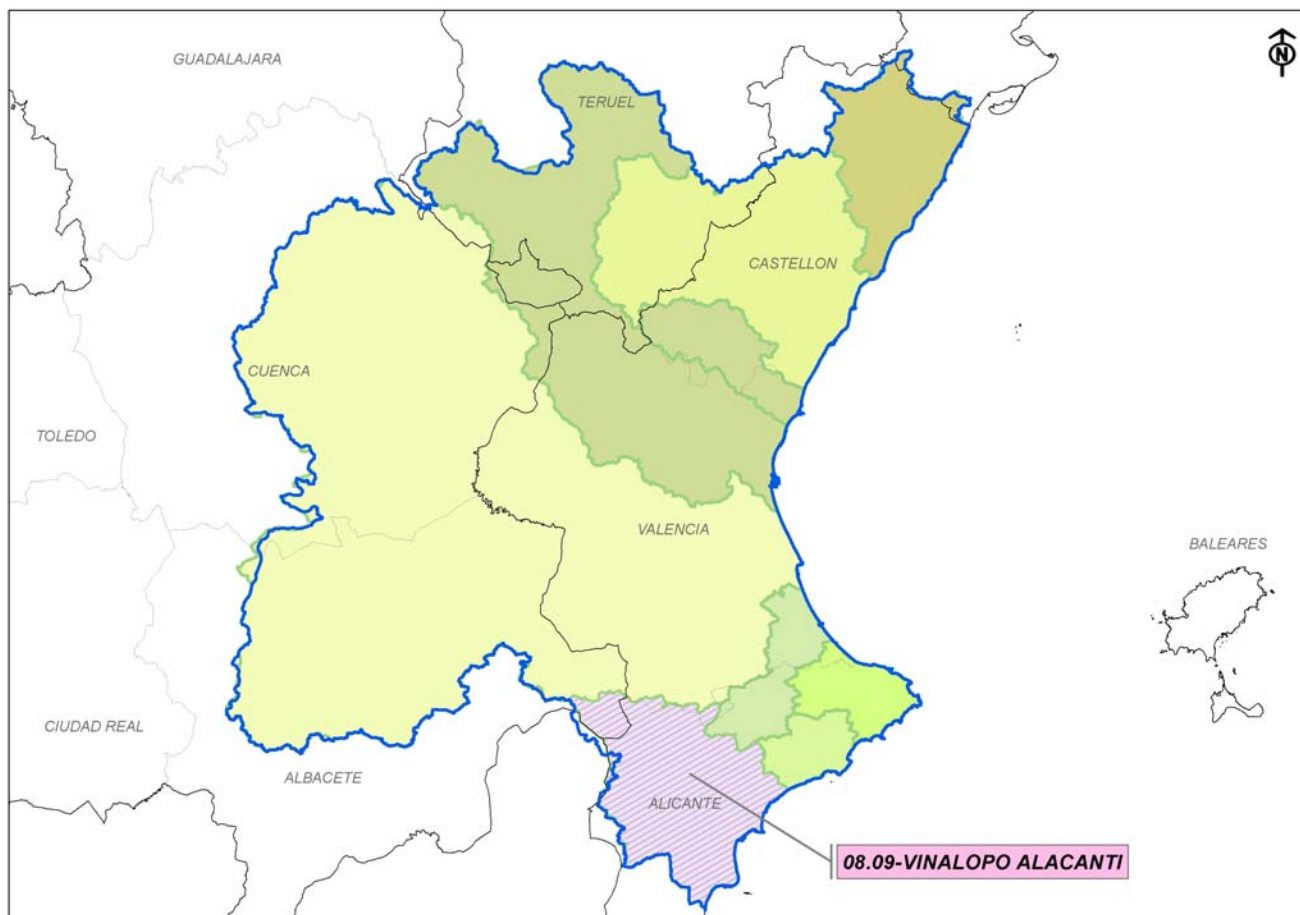 GUADALAJARA
N
TERUEL
CASTELLON
CUENCA
TOLEDO
VALENCIA
BALEARES
CIUDAD REAL
ALBACETE
ALICANTE
08.09-VINALOPO ALACANTI